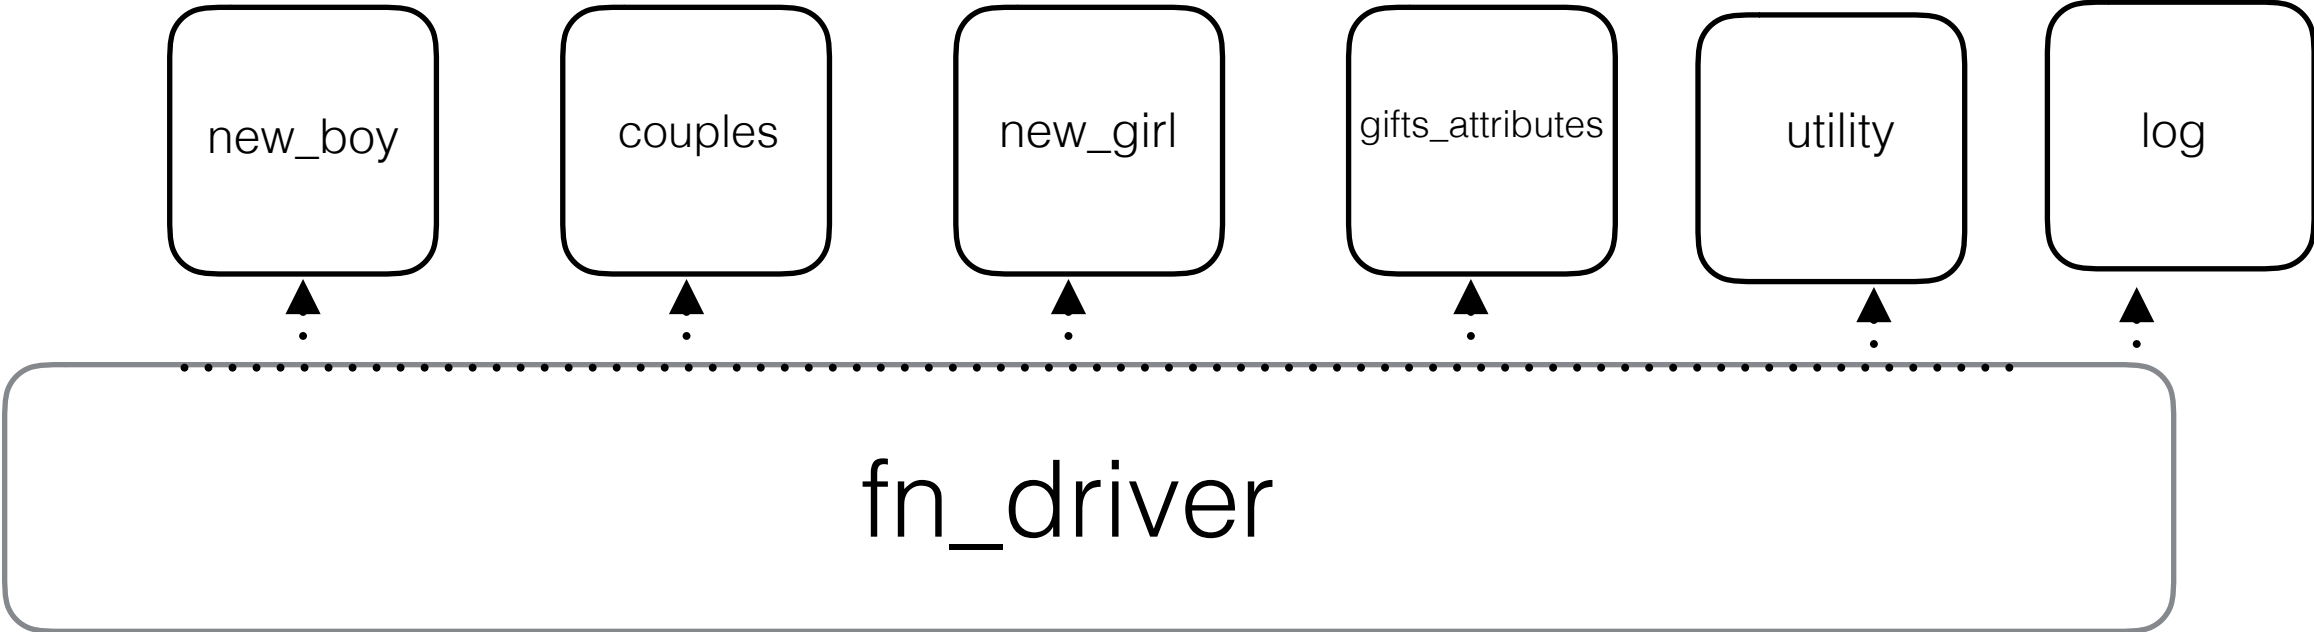 new_boy
couples
new_girl
gifts_attributes
utility
log
fn_driver